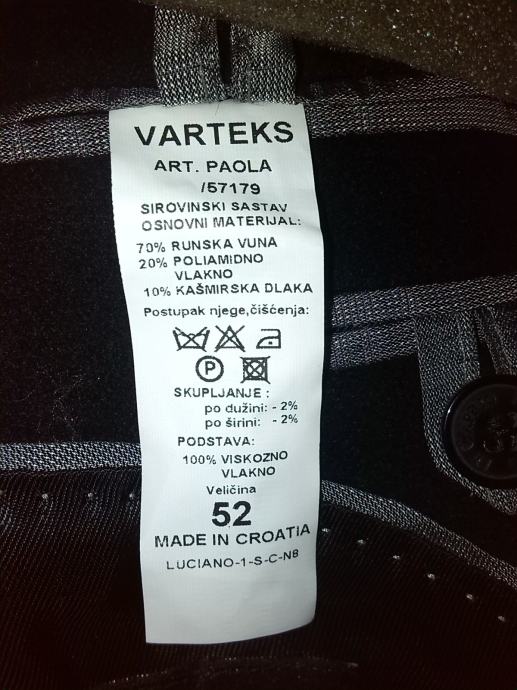 VARTEKS
ART. PAOLA
/57179
SIROVINSKI SASTAV
OSNOVNI MATERIJAL:
70% RUNSKA VUNA
20% POLIAMIDNO
VLAKNO
10% KAŠMIRSKA DLAKA
Postupak njege,čišćenja:
P
SKUPLJANJE :
po dužini: - 2%
po širini: - 2%
PODSTAVA:
100% VISKOZNO
VLAKNO
Veličina
52
MADE IN CROATIA
LUCIANO-1-S-C-N8